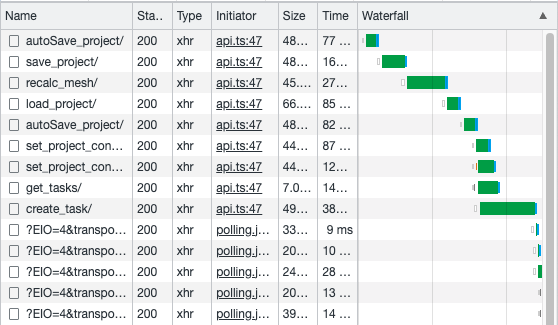 Name Sta.. Type Initiator Size Time Waterfall ▲
autoSave_project/ 200 xhr api.ts:47 48... 77 ...
save_project/ 200 xhr api.ts:47 48... 16...
recalc_mesh/ 200 xhr api.ts:47 45.... 27...
load_project/ 200 xhr api.ts:47 66.... 85 ...
autoSave_project/ 200 xhr api.ts:47 48... 82 ...
set_project_con... 200 xhr api.ts:47 44... 87 ...
set_project_con... 200 xhr api.ts:47 44... 12...
get_tasks/ 200 xhr api.ts:47 7.0... 14...
create_task/ 200 xhr api.ts:47 49... 38...
?EIO=4&transpo... 200 xhr polling.j... 33... 9 ms
?EIO=4&transpo... 200 xhr polling.j... 20... 10 ...
?EIO=4&transpo... 200 xhr polling.j... 24... 28 ...
?EIO=4&transpo... 200 xhr polling.j... 20... 13 ...
?EIO=4&transpo... 200 xhr polling.j... 39... 14 ...